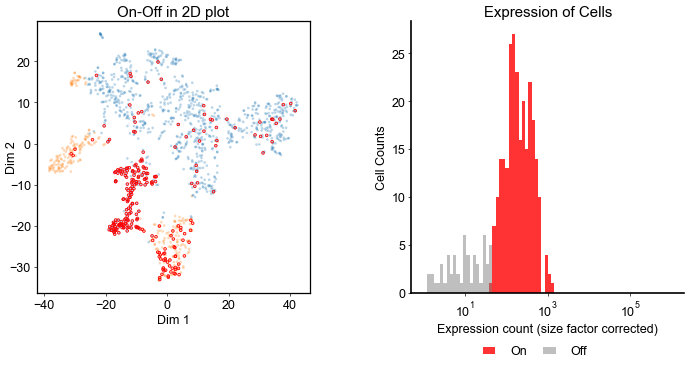 On-Off in 2D plot
Dim 2
20
10
0
−10
−20
−30
−40
−20
0
20
40
Dim 1
Expression of Cells
Cell Counts
25
20
15
10
5
0
10^1
10^3
10^5
Expression count (size factor corrected)
On
Off